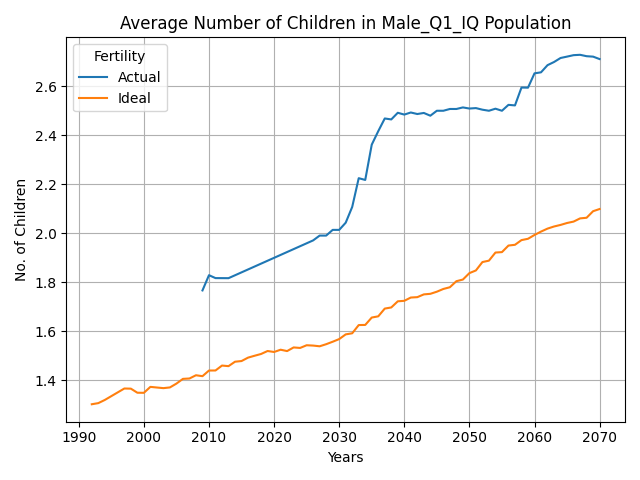 Average Number of Children in Male_Q1_IQ Population
Fertility
Actual
Ideal
No. of Children
2.6
2.4
2.2
2.0
1.8
1.6
1.4
1990 2000 2010 2020 2030 2040 2050 2060 2070
Years